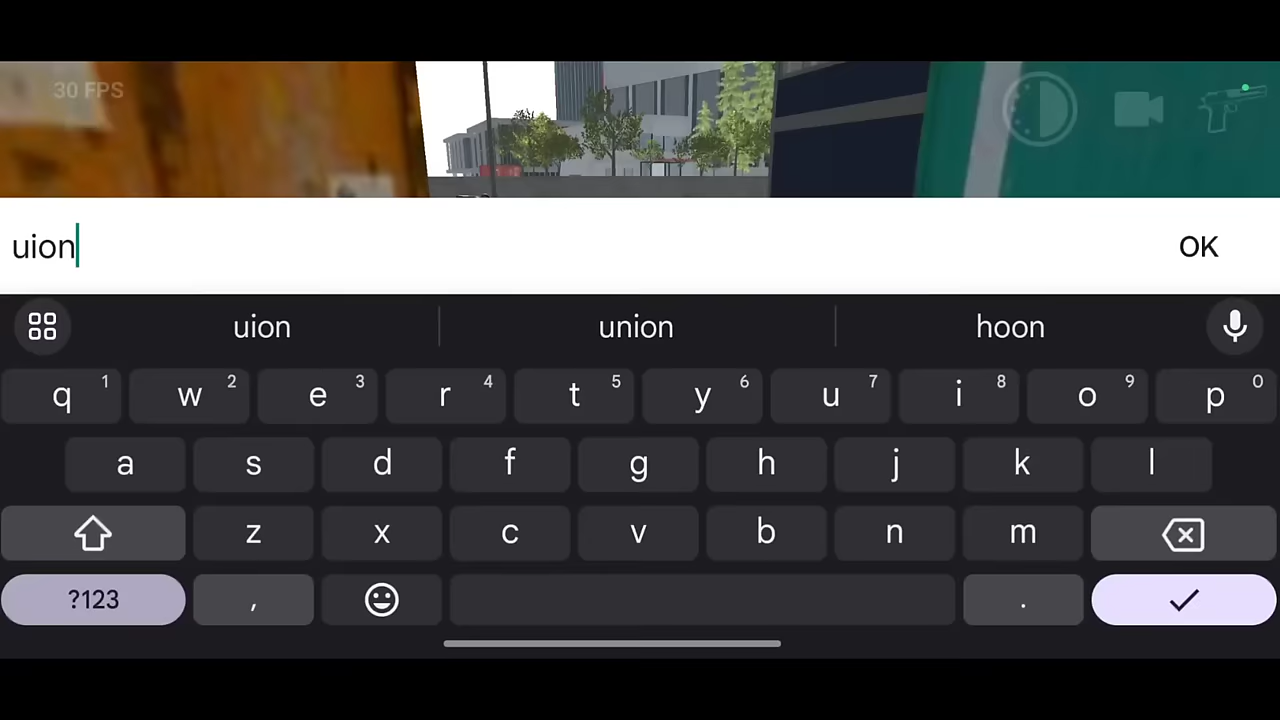 30 FPS
uion
OK
uion union hoon
q 1 w 2 e 3 r 4 t 5 y 6 u 7 i 8 o 9 p 0
a s d f g h j k l
z x c v b n m
?123 , .